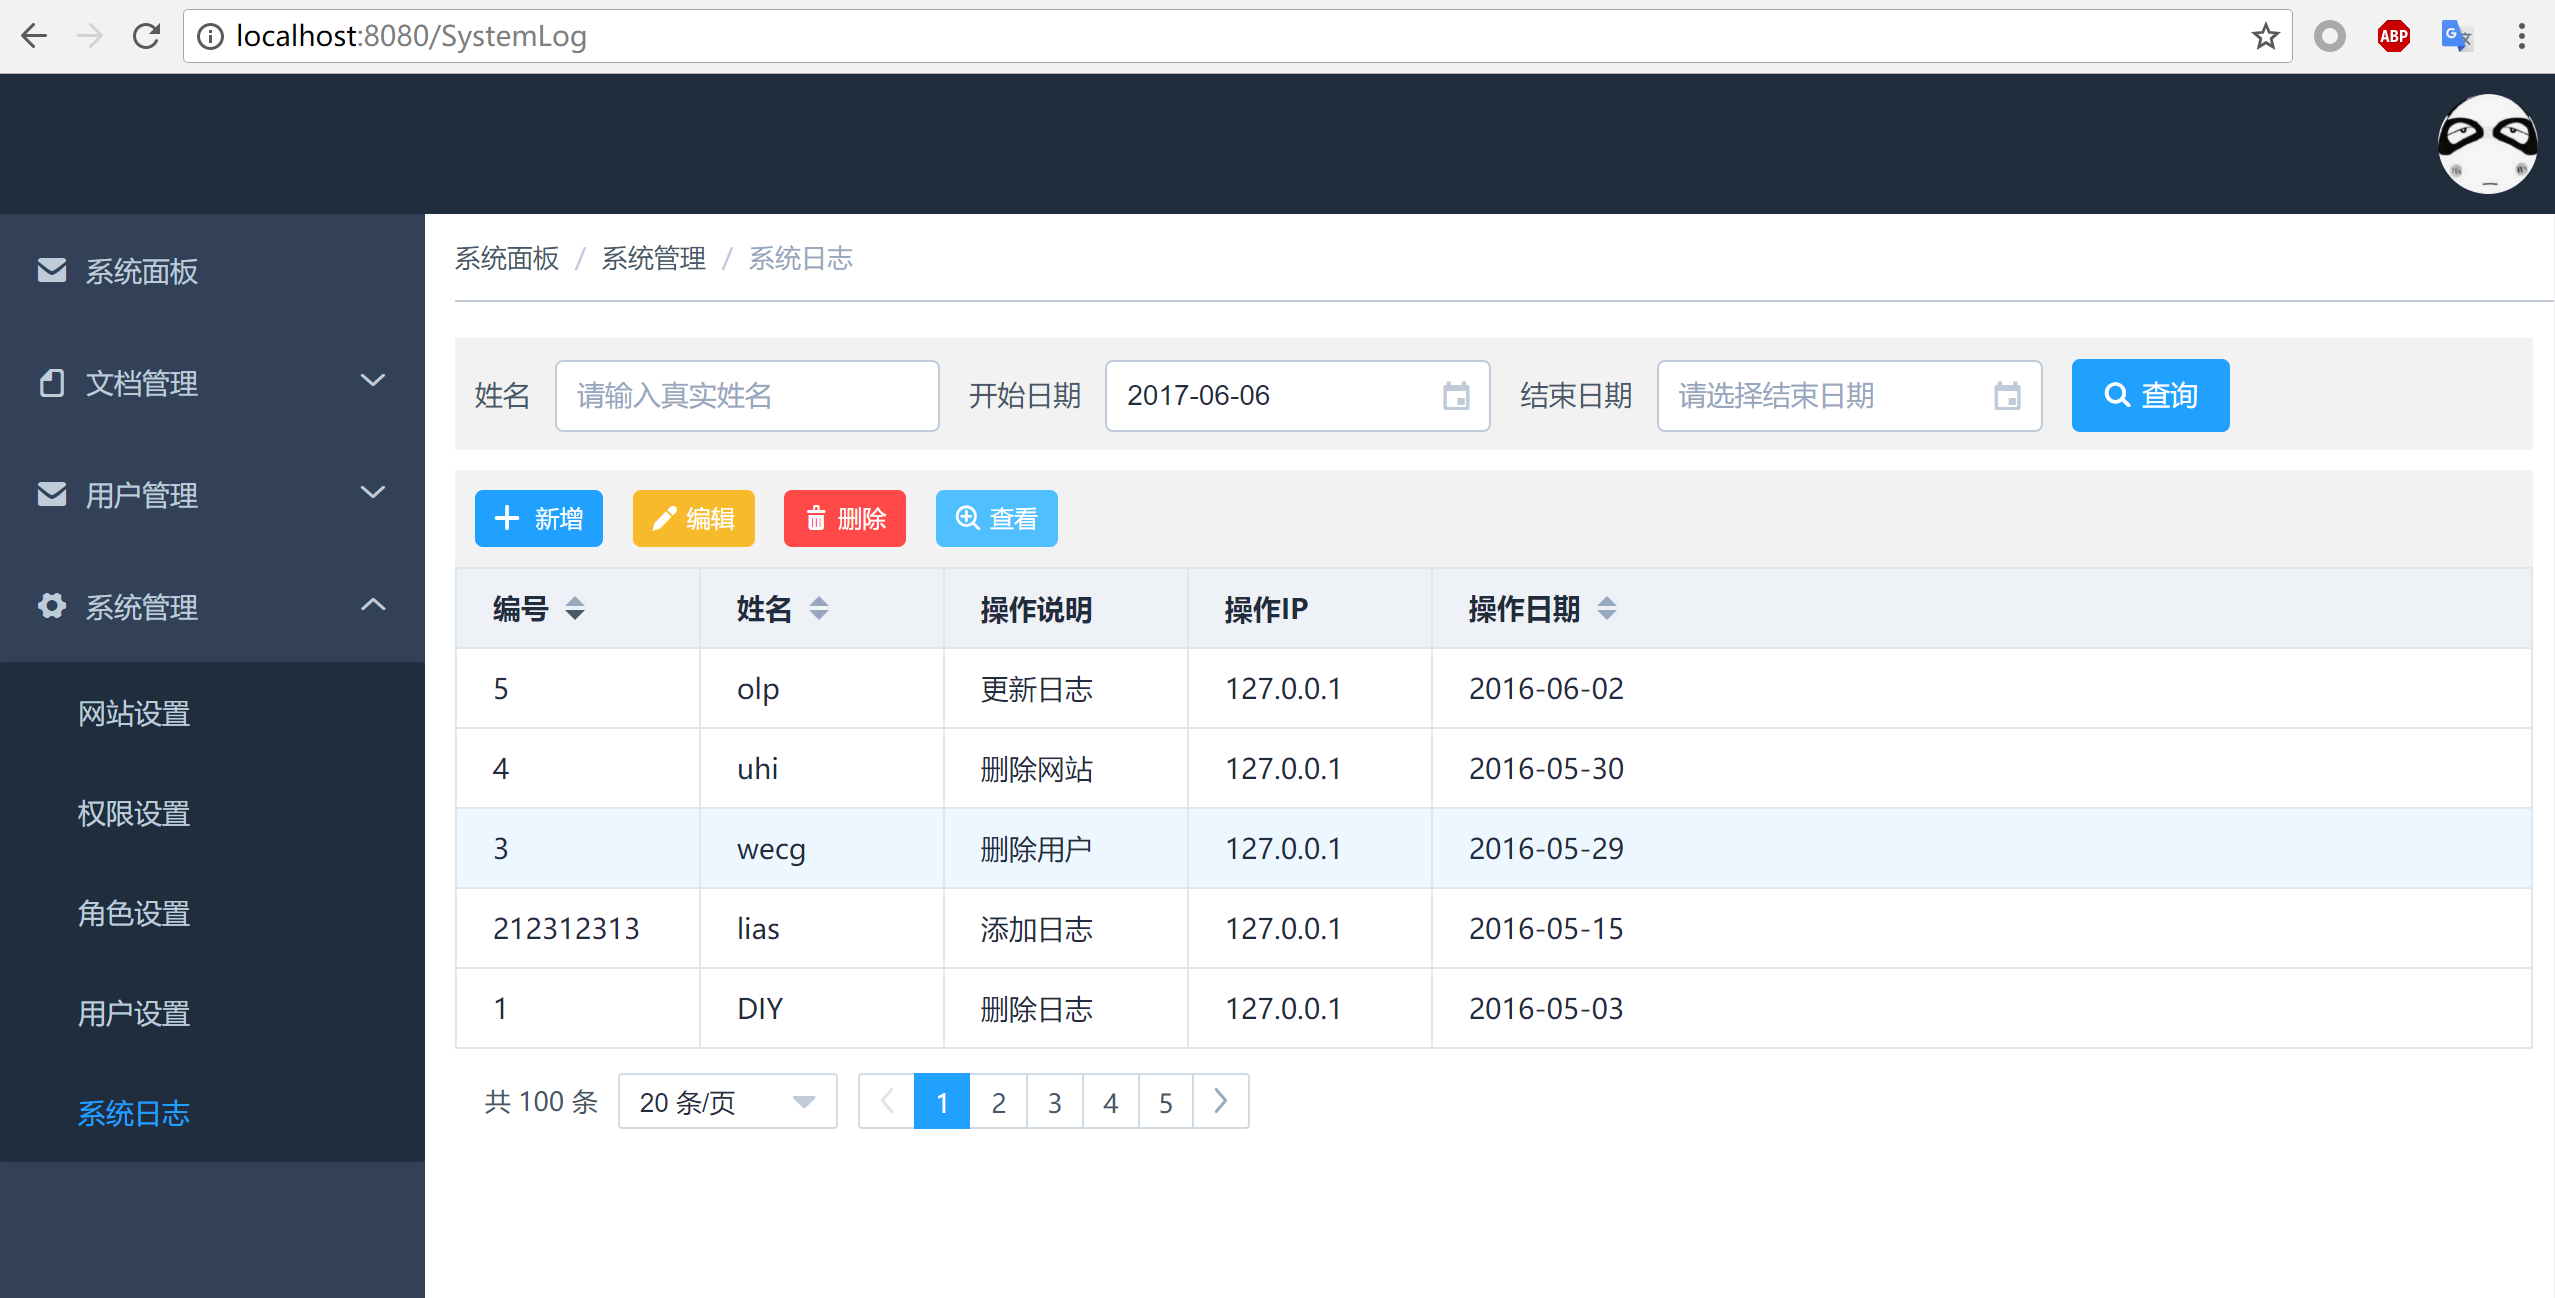 localhost:8080/SystemLog
ABP
系统面板
文档管理
用户管理
系统管理
网站设置
权限设置
角色设置
用户设置
系统日志
系统面板 / 系统管理 / 系统日志
姓名 请输入真实姓名 开始日期 2017-06-06 结束日期 请选择结束日期 查询
新增 编辑 删除 查看
编号 姓名 操作说明 操作IP 操作日期
5 olp 更新日志 127.0.0.1 2016-06-02
4 uhi 删除网站 127.0.0.1 2016-05-30
3 wecg 删除用户 127.0.0.1 2016-05-29
212312313 lias 添加日志 127.0.0.1 2016-05-15
1 DIY 删除日志 127.0.0.1 2016-05-03
共 100 条 20 条/页 1 2 3 4 5